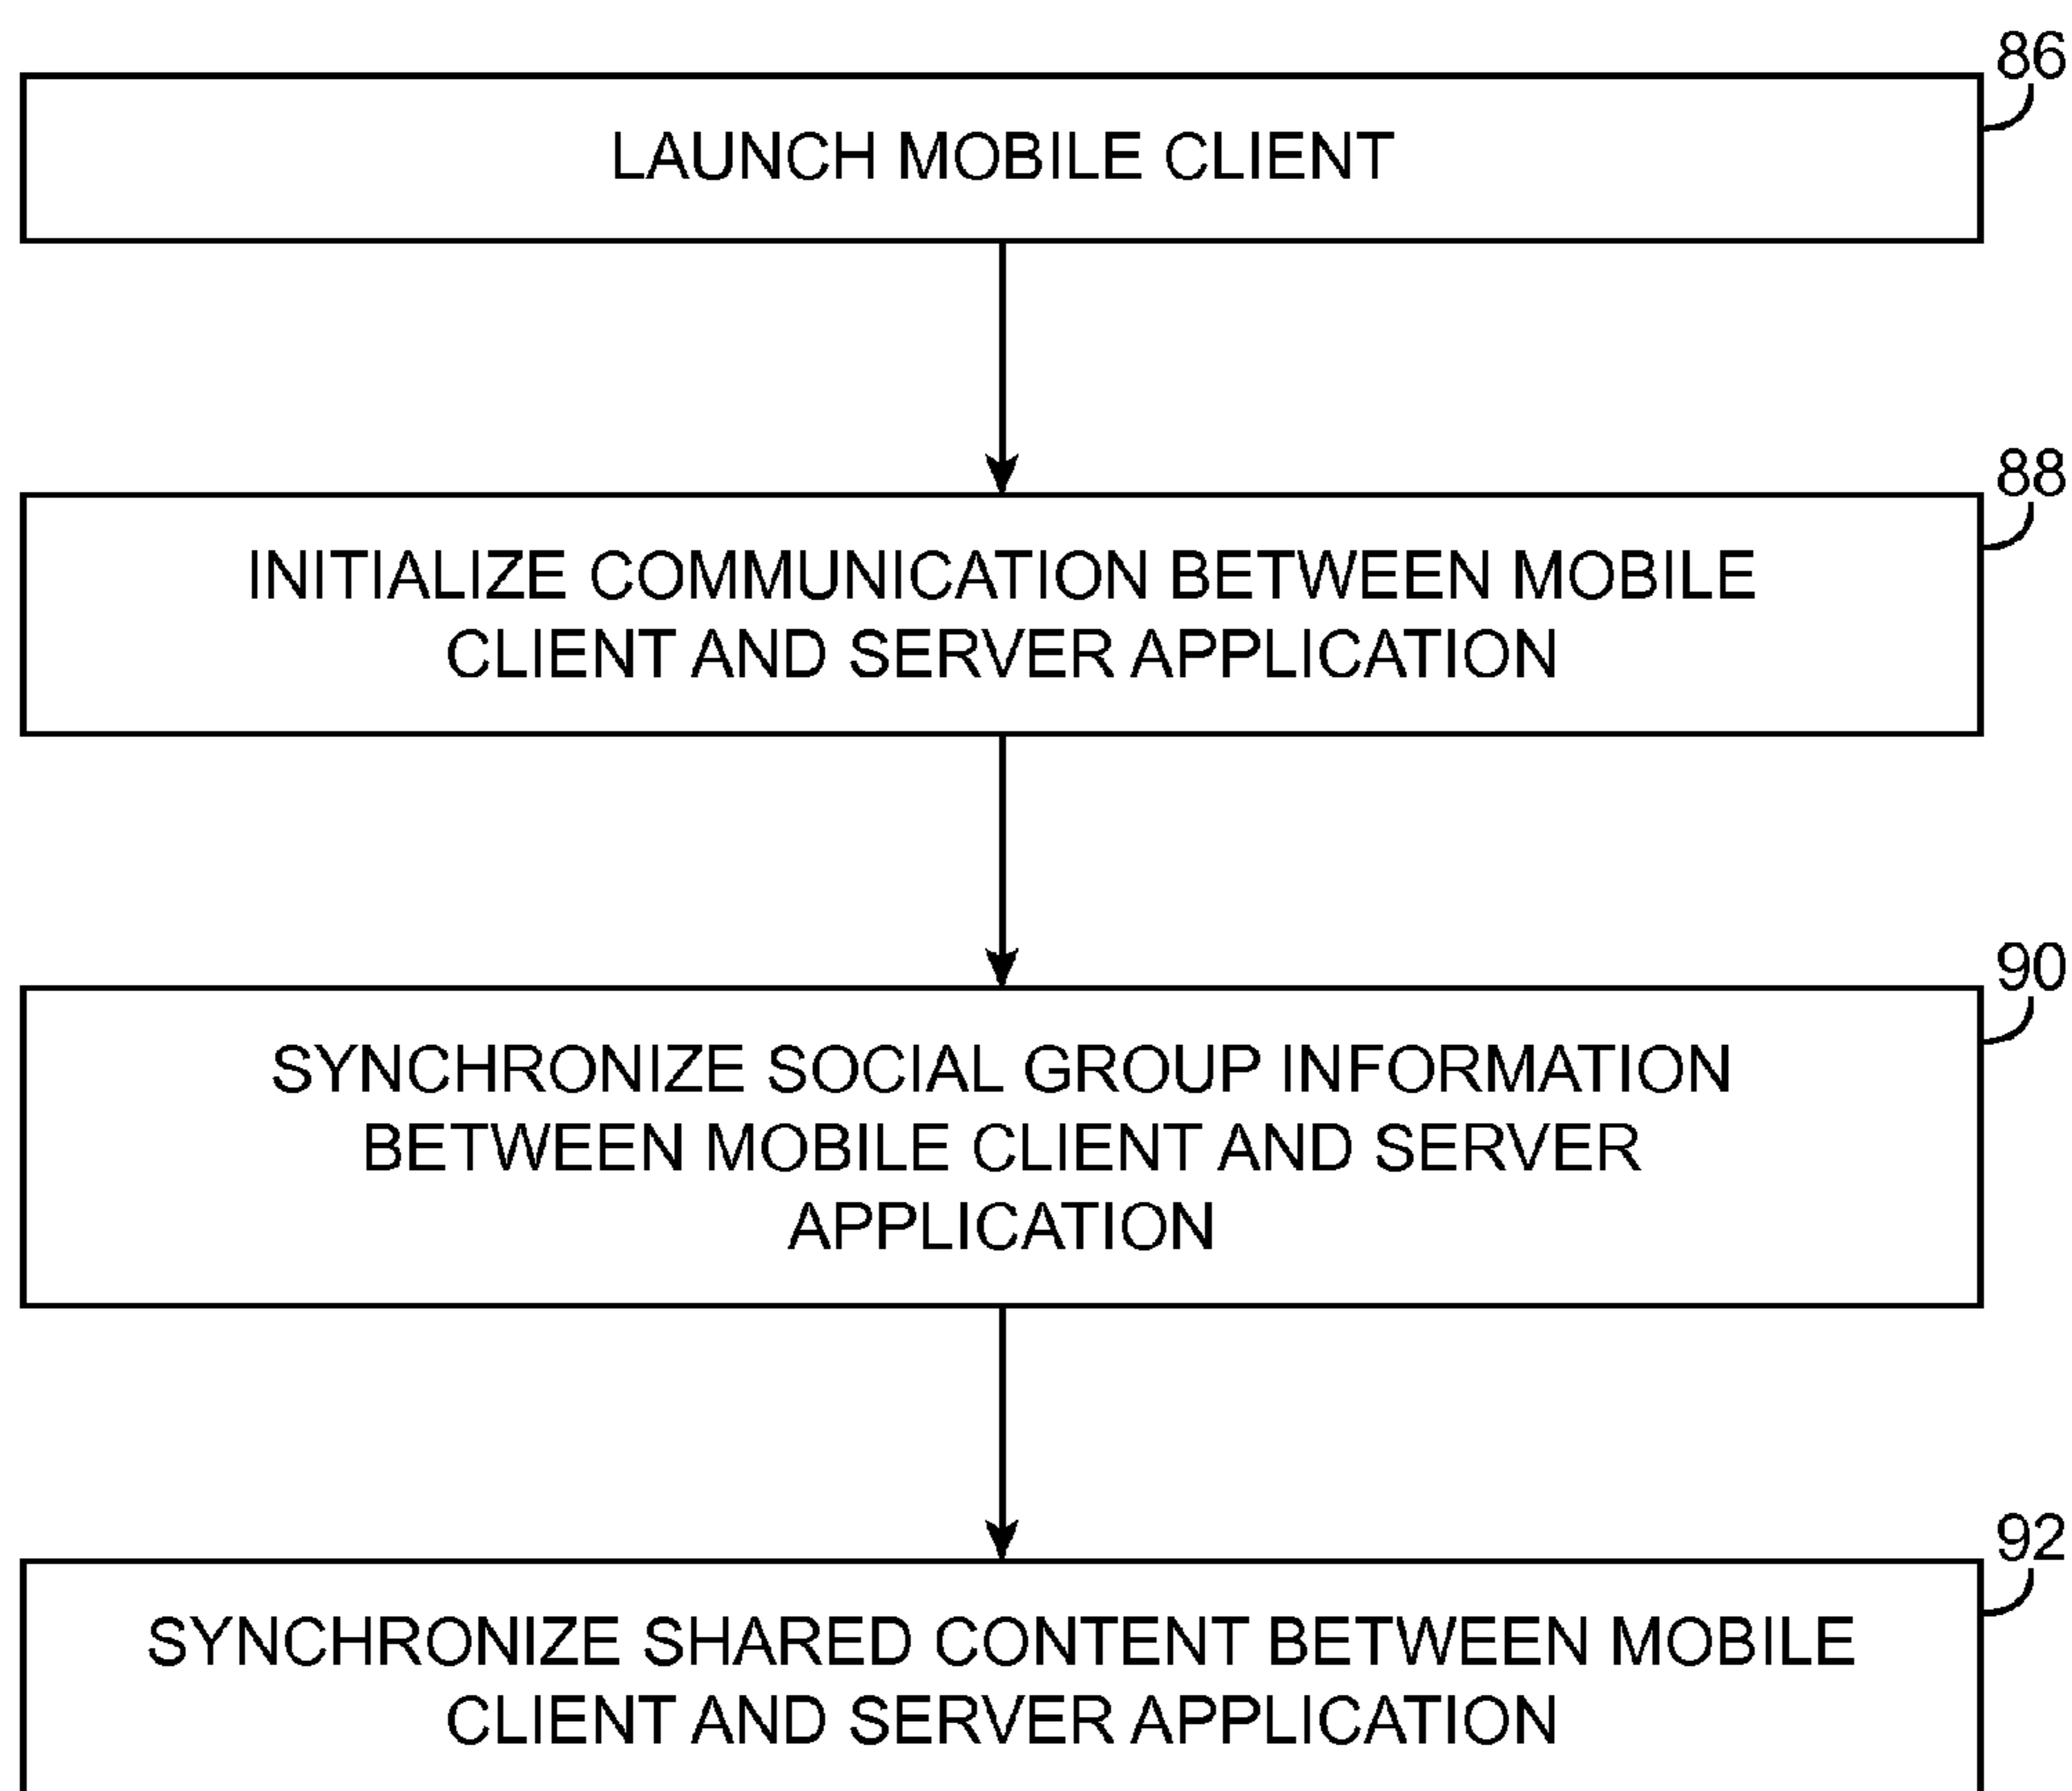 86
LAUNCH MOBILE CLIENT
88
INITIALIZE COMMUNICATION BETWEEN MOBILE
CLIENT AND SERVER APPLICATION
90
SYNCHRONIZE SOCIAL GROUP INFORMATION
BETWEEN MOBILE CLIENT AND SERVER
APPLICATION
92
SYNCHRONIZE SHARED CONTENT BETWEEN MOBILE
CLIENT AND SERVER APPLICATION